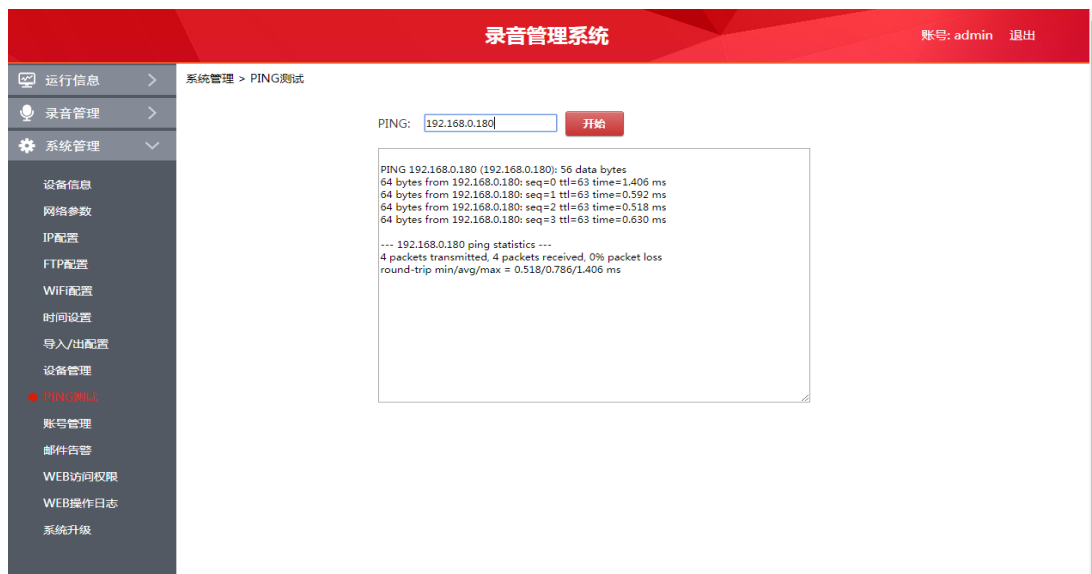 录音管理系统
账号: admin 退出
运行信息
录音管理
系统管理
设备信息
网络参数
IP配置
FTP配置
WiFi配置
时间设置
导入/出配置
设备管理
PING测试
账号管理
邮件告警
WEB访问权限
WEB操作日志
系统升级
系统管理 > PING测试
PING: 192.168.0.180 开始
PING 192.168.0.180 (192.168.0.180): 56 data bytes
64 bytes from 192.168.0.180: seq=0 ttl=63 time=1.406 ms
64 bytes from 192.168.0.180: seq=1 ttl=63 time=0.592 ms
64 bytes from 192.168.0.180: seq=2 ttl=63 time=0.518 ms
64 bytes from 192.168.0.180: seq=3 ttl=63 time=0.630 ms
--- 192.168.0.180 ping statistics ---
4 packets transmitted, 4 packets received, 0% packet loss
round-trip min/avg/max = 0.518/0.786/1.406 ms